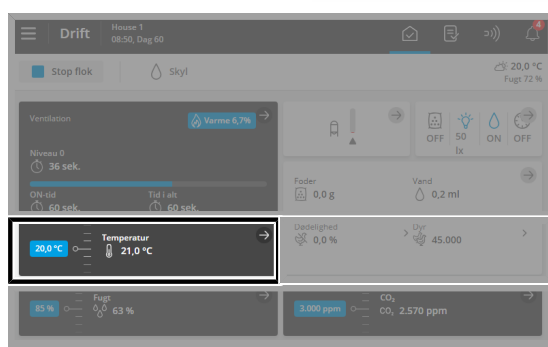 Drift
House 1
08:50, Dag 60
4
Stop flok
Skyl
20,0 °C
Fugt 72 %
Ventilation
Varme 6,7%
Niveau 0
36 sek.
ON-tid
60 sek.
Tid i alt
60 sek.
OFF
50 lx
ON
OFF
Foder
0,0 g
Vand
0,2 ml
20,0 °C
Temperatur
21,0 °C
Dødelighed
0,0 %
Dyr
45.000
85 %
Fugt
63 %
3.000 ppm
CO₂
CO₂ 2.570 ppm